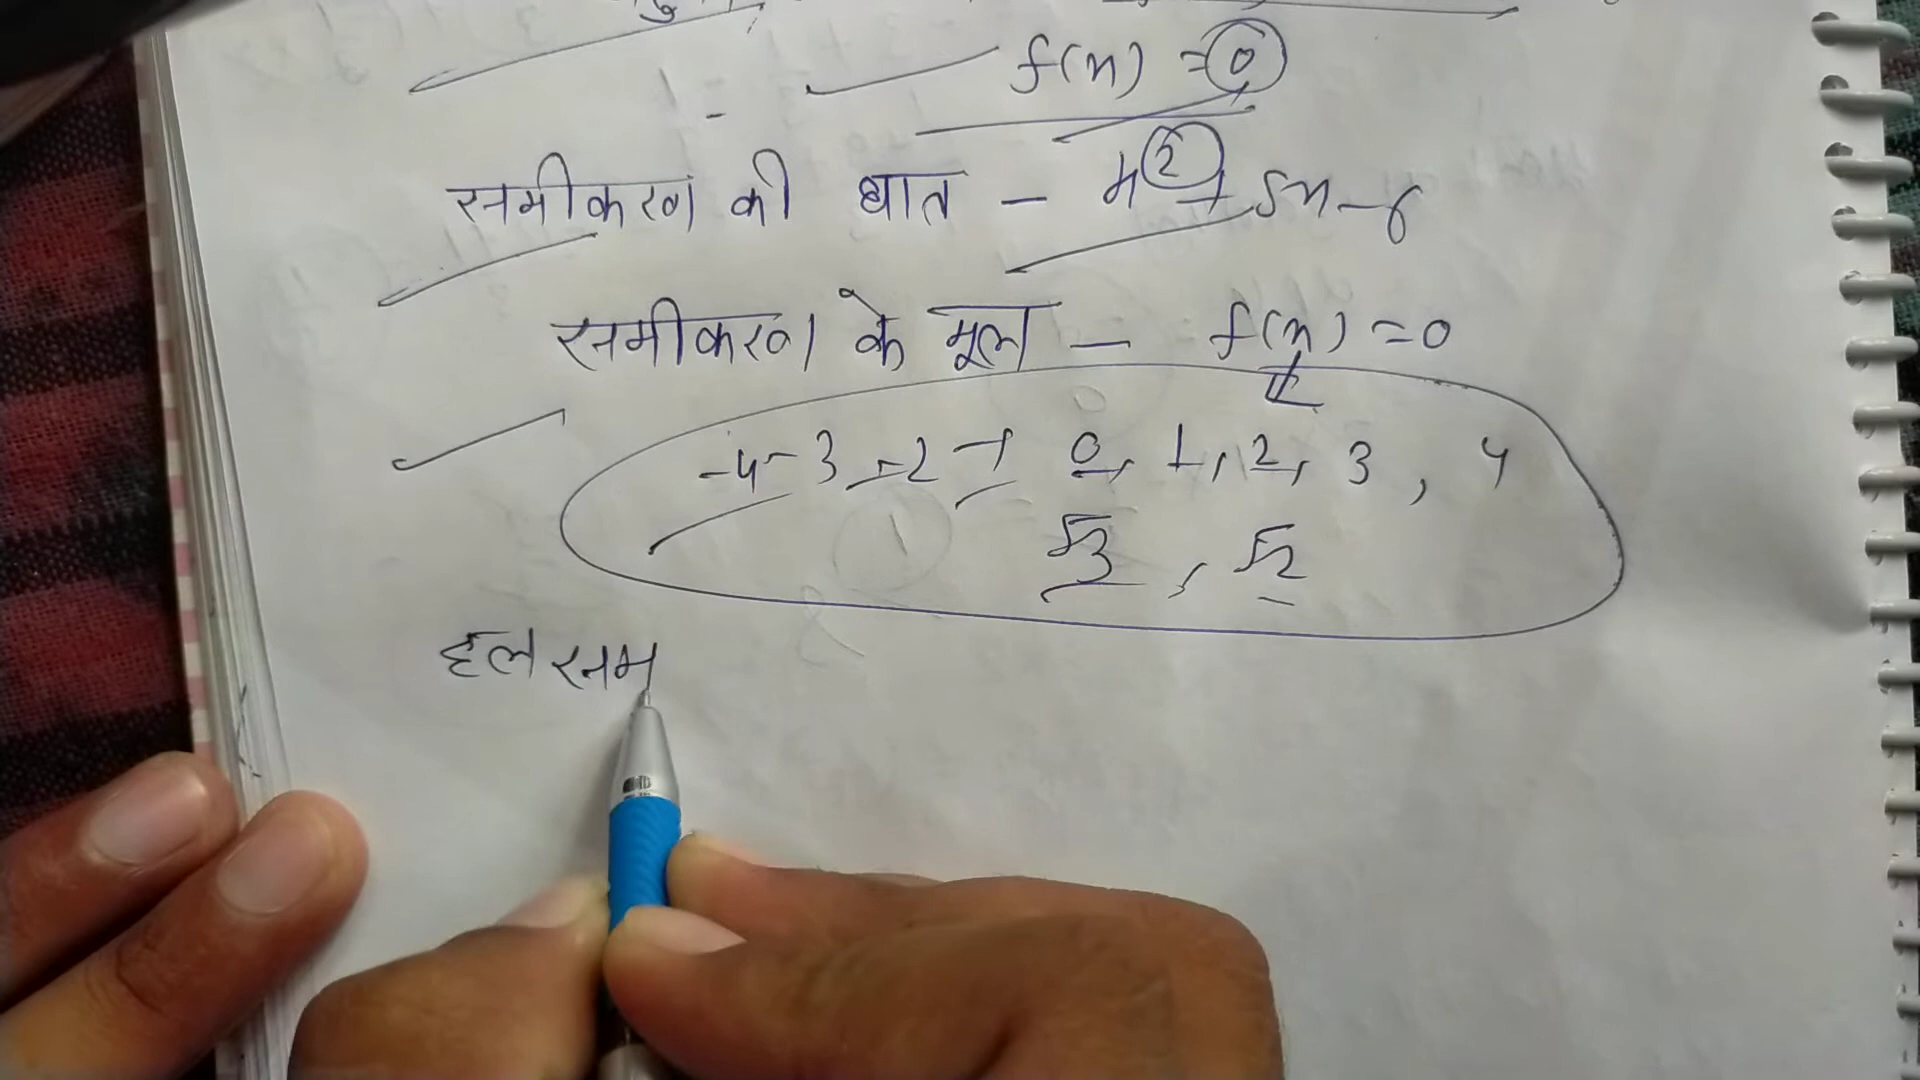 f(x) = 0
समीकरण की घात - x² + 5x - 6
समीकरण के मूल - f(x) = 0
-4 -3, -2 -1 0, 1, 2, 3, 4
√3, √2
हल सम